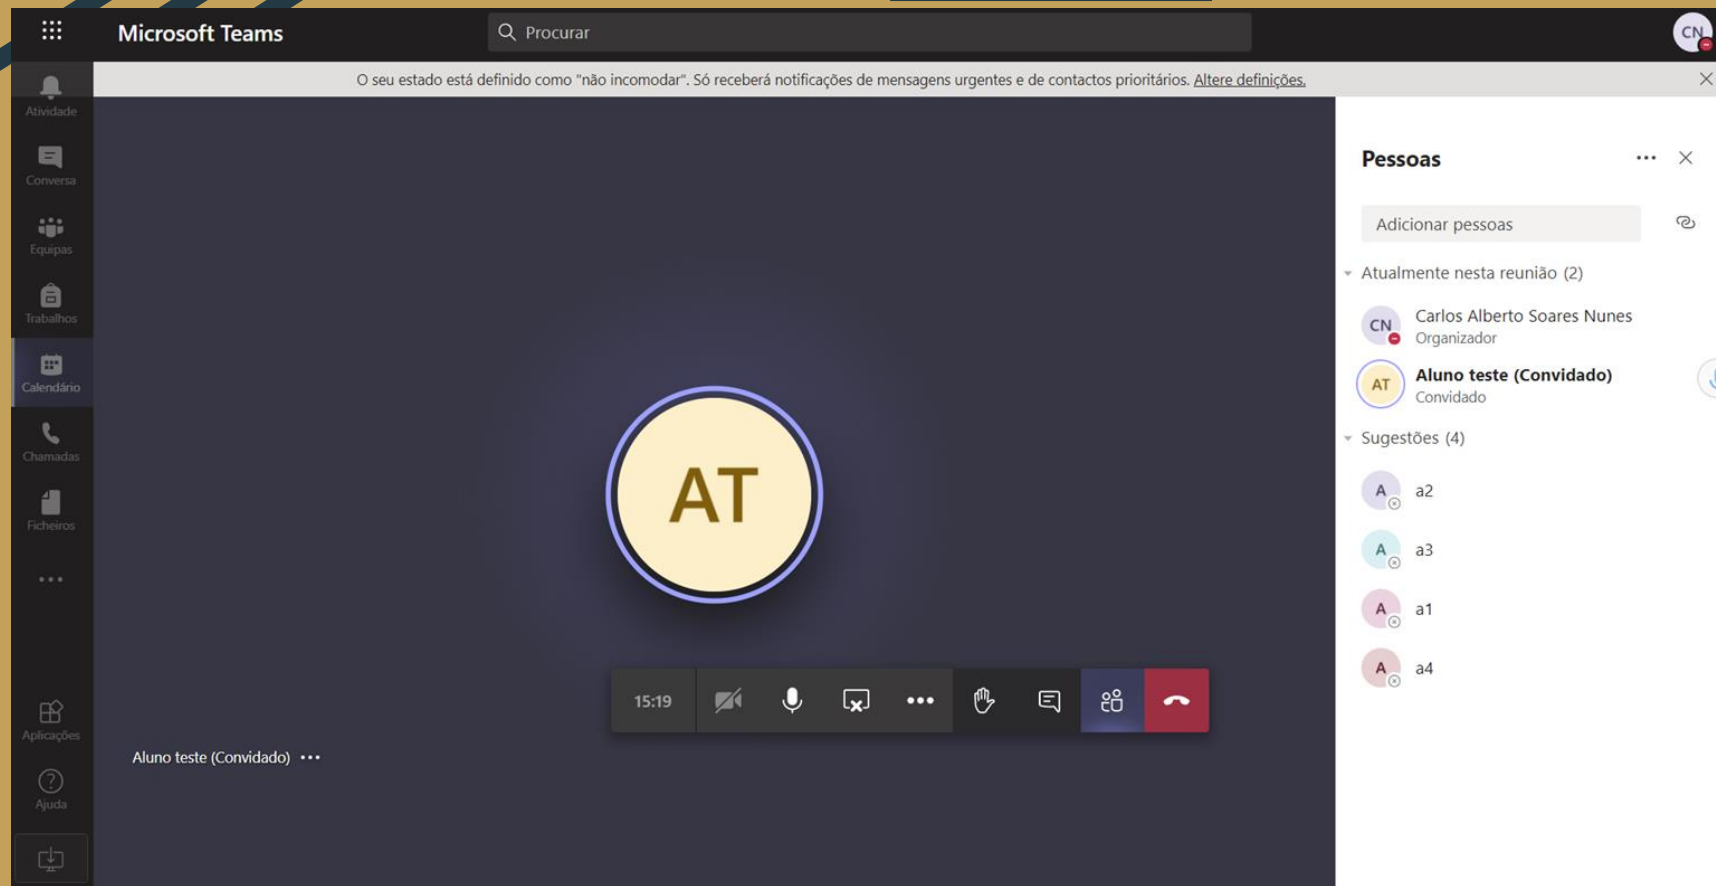 Microsoft Teams
Procurar
CN
O seu estado está definido como "não incomodar". Só receberá notificações de mensagens urgentes e de contactos prioritários. Altere definições.
Atividade
Conversa
Equipas
Trabalhos
Calendário
Chamadas
Ficheiros
Aplicações
Ajuda
AT
15:19
Aluno teste (Convidado)
Pessoas
Adicionar pessoas
Atualmente nesta reunião (2)
CN
Carlos Alberto Soares Nunes
Organizador
AT
Aluno teste (Convidado)
Convidado
Sugestões (4)
A a2
A a3
A a1
A a4